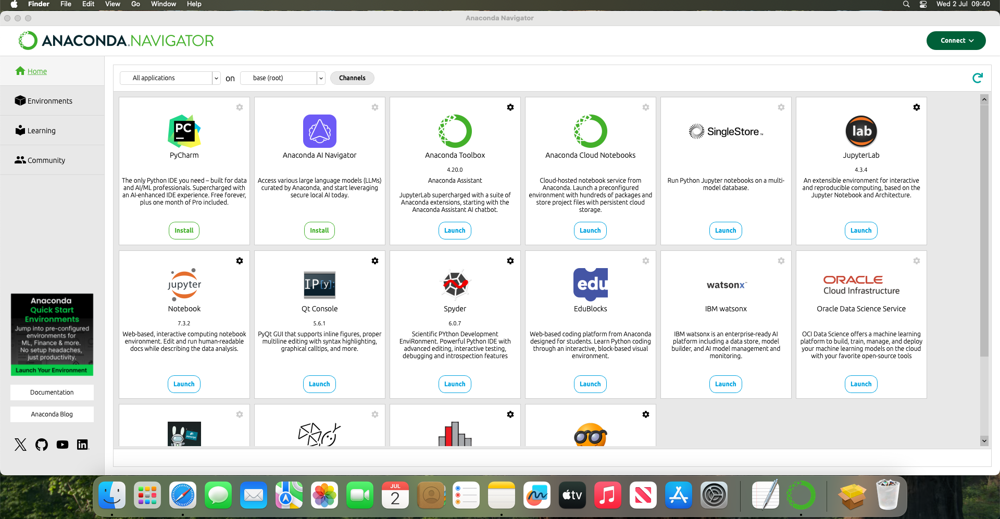 Finder File Edit View Go Window Help
Wed 2 Jul 09:40
Anaconda Navigator
ANACONDA.NAVIGATOR
Connect
Home
Environments
Learning
Community
All applications
on
base (root)
Channels
PC
PyCharm
The only Python IDE you need – built for data
and AI/ML professionals. Supercharged with
an AI-enhanced IDE experience. Free forever,
plus one month of Pro included.
Install
Anaconda AI Navigator
Access various large language models (LLMs)
curated by Anaconda, and start leveraging
secure local AI today.
Install
Anaconda Toolbox
4.20.0
Anaconda Assistant
JupyterLab supercharged with a suite of
Anaconda extensions, starting with the
Anaconda Assistant AI chatbot.
Launch
Anaconda Cloud Notebooks
Cloud-hosted notebook service from
Anaconda. Launch a preconfigured
environment with hundreds of packages and
store project files with persistent cloud
storage.
Launch
SingleStore
Run Python Jupyter notebooks on a multi-
model database.
Launch
lab
JupyterLab
4.3.4
An extensible environment for interactive
and reproducible computing, based on the
Jupyter Notebook and Architecture.
Launch
jupyter
Notebook
7.3.2
Web-based, interactive computing notebook
environment. Edit and run human-readable
docs while describing the data analysis.
Launch
IP[y]:
Qt Console
5.6.1
PyQt GUI that supports inline figures, proper
multiline editing with syntax highlighting,
graphical calltips, and more.
Launch
Spyder
6.0.7
Scientific PYthon Development
EnviRonment. Powerful Python IDE with
advanced editing, interactive testing,
debugging and introspection features
Launch
edu
EduBlocks
Web-based coding platform from Anaconda
designed for students. Learn Python coding
through an interactive, block-based visual
environment.
Launch
watsonx
IBM watsonx
IBM watsonx is an enterprise-ready AI
platform including a data store, model
builder, and AI model management and
monitoring.
Launch
ORACLE
Cloud Infrastructure
Oracle Data Science Service
OCI Data Science offers a machine learning
platform to build, train, manage, and deploy
your machine learning models on the cloud
with your favorite open-source tools
Launch
Anaconda
Quick Start
Environments
Jump into pre-configured
environments for
ML, Finance & more.
No setup headaches,
just productivity.
Launch Your Environment
Documentation
Anaconda Blog
JUL
2
tv